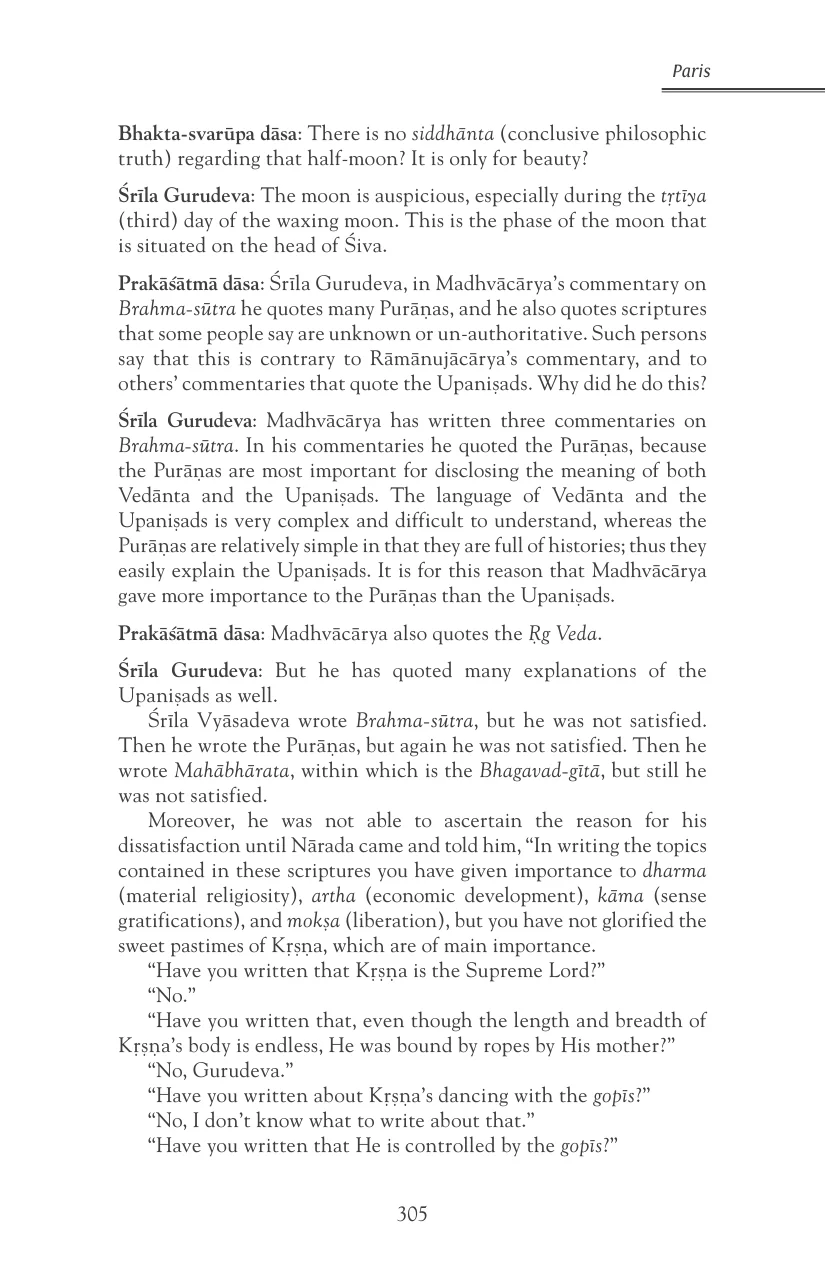 Paris
Bhakta-svarūpa dāsa: There is no siddhānta (conclusive philosophic
truth) regarding that half-moon? It is only for beauty?
Śrīla Gurudeva: The moon is auspicious, especially during the tṛtīya
(third) day of the waxing moon. This is the phase of the moon that
is situated on the head of Śiva.
Prakāśātmā dāsa: Śrīla Gurudeva, in Madhvācārya’s commentary on
Brahma-sūtra he quotes many Purāṇas, and he also quotes scriptures
that some people say are unknown or un-authoritative. Such persons
say that this is contrary to Rāmānujācārya’s commentary, and to
others’ commentaries that quote the Upaniṣads. Why did he do this?
Śrīla Gurudeva: Madhvācārya has written three commentaries on
Brahma-sūtra. In his commentaries he quoted the Purāṇas, because
the Purāṇas are most important for disclosing the meaning of both
Vedānta and the Upaniṣads. The language of Vedānta and the
Upaniṣads is very complex and difficult to understand, whereas the
Purāṇas are relatively simple in that they are full of histories; thus they
easily explain the Upaniṣads. It is for this reason that Madhvācārya
gave more importance to the Purāṇas than the Upaniṣads.
Prakāśātmā dāsa: Madhvācārya also quotes the Ṛg Veda.
Śrīla Gurudeva: But he has quoted many explanations of the
Upaniṣads as well.
Śrīla Vyāsadeva wrote Brahma-sūtra, but he was not satisfied.
Then he wrote the Purāṇas, but again he was not satisfied. Then he
wrote Mahābhārata, within which is the Bhagavad-gītā, but still he
was not satisfied.
Moreover, he was not able to ascertain the reason for his
dissatisfaction until Nārada came and told him, “In writing the topics
contained in these scriptures you have given importance to dharma
(material religiosity), artha (economic development), kāma (sense
gratifications), and mokṣa (liberation), but you have not glorified the
sweet pastimes of Kṛṣṇa, which are of main importance.
“Have you written that Kṛṣṇa is the Supreme Lord?”
“No.”
“Have you written that, even though the length and breadth of
Kṛṣṇa’s body is endless, He was bound by ropes by His mother?”
“No, Gurudeva.”
“Have you written about Kṛṣṇa’s dancing with the gopīs?”
“No, I don’t know what to write about that.”
“Have you written that He is controlled by the gopīs?”
305